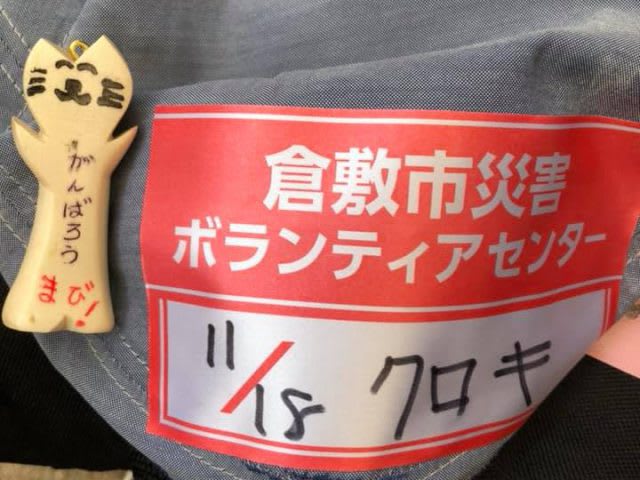 がんばろう
まび!
倉敷市災害
ボランティアセンター
11/18 クロキ